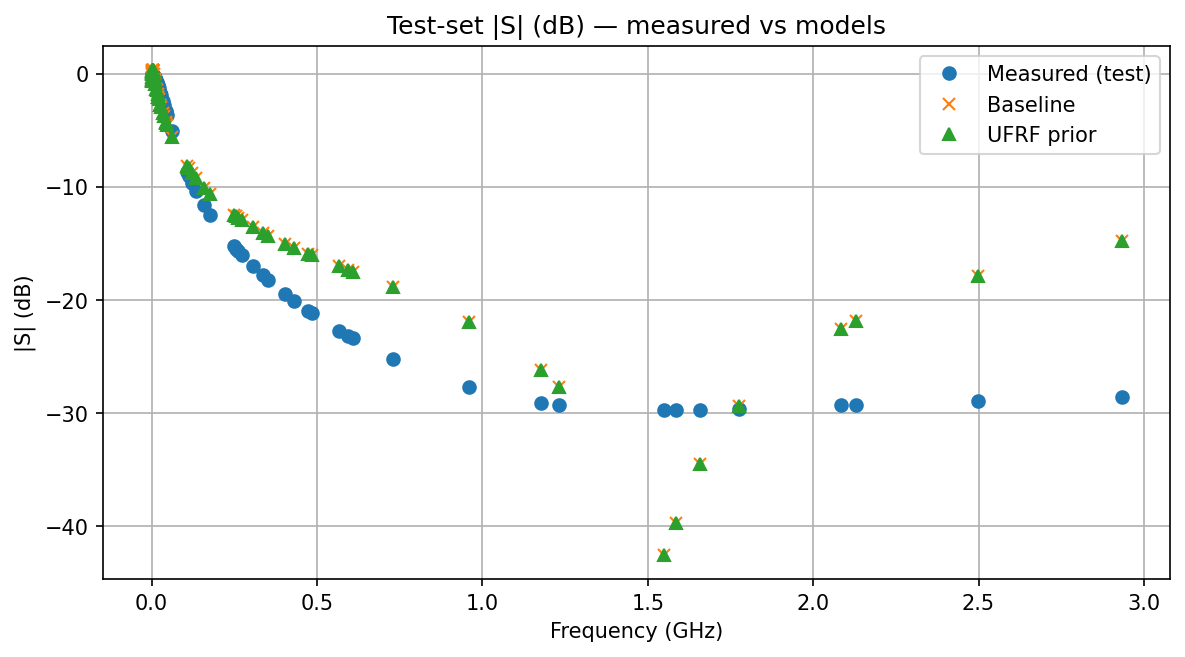 Test-set |S| (dB) — measured vs models
Measured (test)
Baseline
UFRF prior
|S| (dB)
0
−10
−20
−30
−40
0.0 0.5 1.0 1.5 2.0 2.5 3.0
Frequency (GHz)